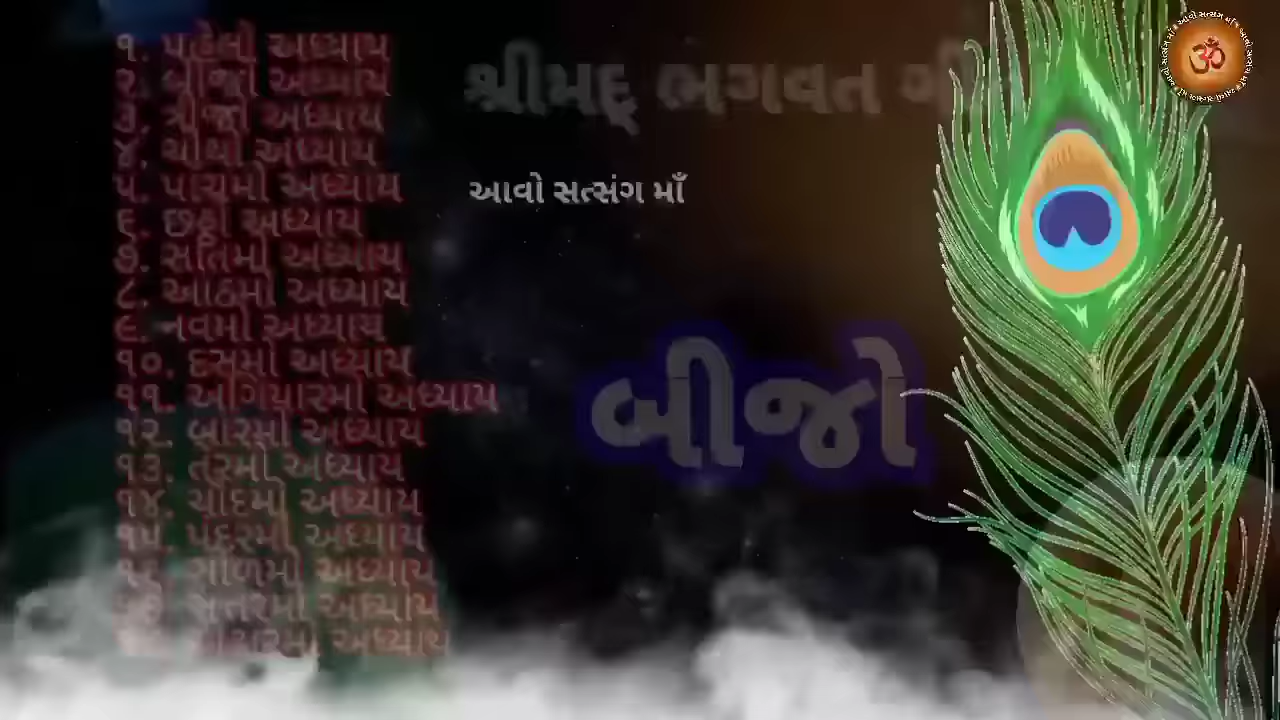 ૧. પહેલો અધ્યાય
૨. બીજો અધ્યાય
૩. ત્રીજો અધ્યાય
૪. ચોથો અધ્યાય
૫. પાચમો અધ્યાય
૬. છઠ્ઠો અધ્યાય
૭. સાતમો અધ્યાય
૮. આઠમો અધ્યાય
૯. નવમો અધ્યાય
૧૦. દસમો અધ્યાય
૧૧. અગિયારમો અધ્યાય
૧૨. બારમો અધ્યાય
૧૩. તેરમો અધ્યાય
૧૪. ચૌદમો અધ્યાય
૧૫. પંદરમો અધ્યાય
૧૬. સોળમો અધ્યાય
૧૭. સત્તરમો અધ્યાય
અધ્યાય
શ્રીમદ્ ભગવત
આવો સત્સંગ માઁ
બીજો
ૐ